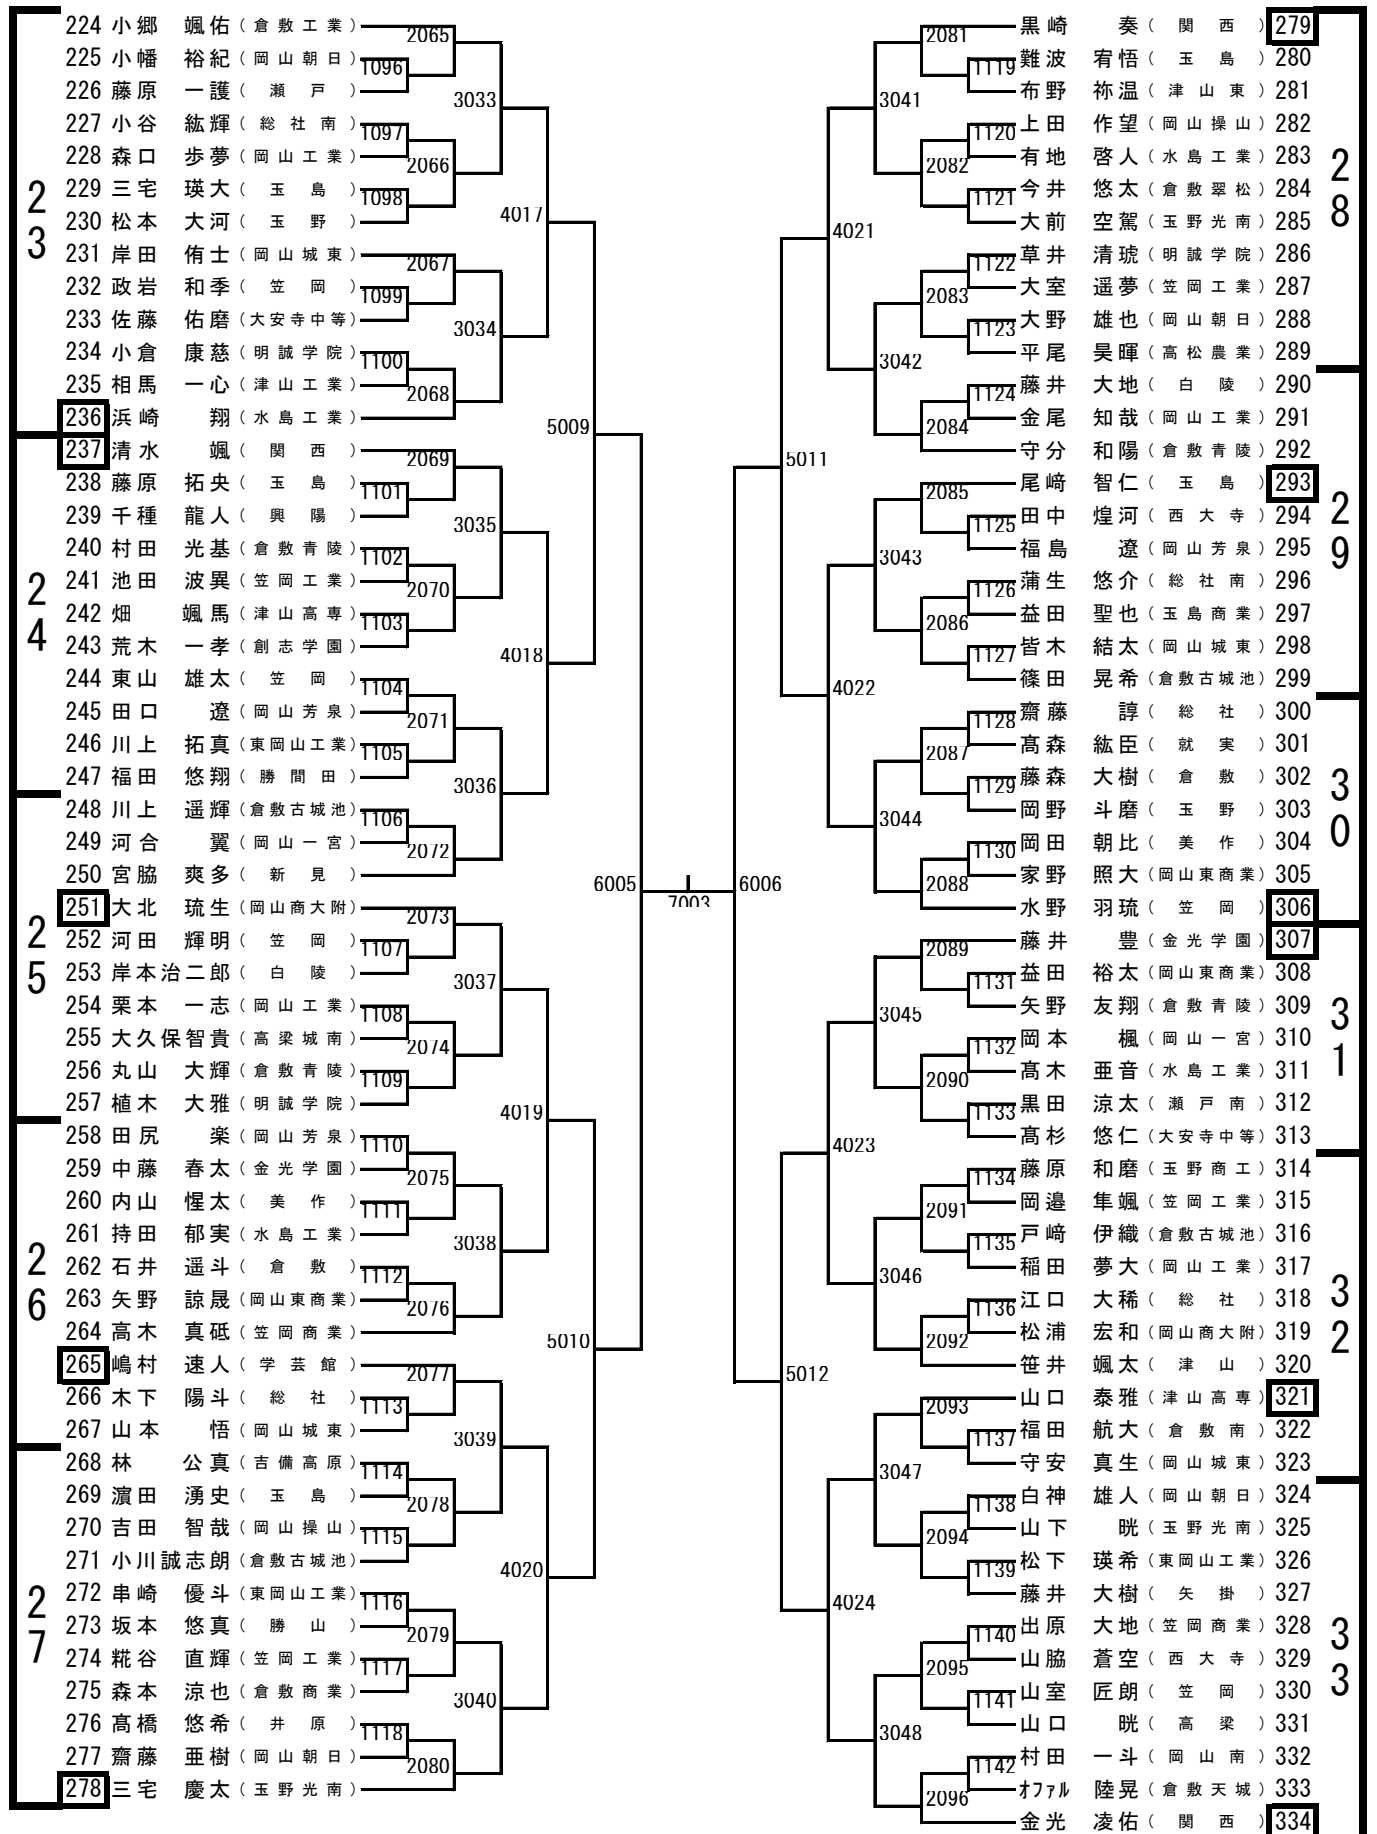 224 小郷 颯佑 (倉敷工業)
225 小幡 裕紀 (岡山朝日)
226 藤原 一護 (瀬戸)
227 小谷 紘輝 (総社南)
228 森口 歩夢 (岡山工業)
229 三宅 瑛大 (玉島)
230 松本 大河 (玉野)
231 岸田 侑士 (岡山城東)
232 政岩 和季 (笠岡)
233 佐藤 佑磨 (大安寺中等)
234 小倉 康慈 (明誠学院)
235 相馬 一心 (津山工業)
236 浜崎 翔 (水島工業)
237 清水 颯 (関西)
238 藤原 拓央 (玉島)
239 千種 龍人 (興陽)
240 村田 光基 (倉敷青陵)
241 池田 波異 (笠岡工業)
242 畑 颯馬 (津山高専)
243 荒木 一孝 (創志学園)
244 東山 雄太 (笠岡)
245 田口 遼 (岡山芳泉)
246 川上 拓真 (東岡山工業)
247 福田 悠翔 (勝間田)
248 川上 遥輝 (倉敷古城池)
249 河合 翼 (岡山一宮)
250 宮脇 爽多 (新見)
251 大北 琉生 (岡山商大附)
252 河田 輝明 (笠岡)
253 岸本治二郎 (白陵)
254 栗本 一志 (岡山工業)
255 大久保智貴 (高梁城南)
256 丸山 大輝 (倉敷青陵)
257 植木 大雅 (明誠学院)
258 田尻 楽 (岡山芳泉)
259 中藤 春太 (金光学園)
260 内山 惺太 (美作)
261 持田 郁実 (水島工業)
262 石井 遥斗 (倉敷)
263 矢野 諒晟 (岡山東商業)
264 高木 真砥 (笠岡商業)
265 嶋村 速人 (学芸館)
266 木下 陽斗 (総社)
267 山本 悟 (岡山城東)
268 林 公真 (吉備高原)
269 濵田 湧史 (玉島)
270 吉田 智哉 (岡山操山)
271 小川誠志朗 (倉敷古城池)
272 串崎 優斗 (東岡山工業)
273 坂本 悠真 (勝山)
274 糀谷 直輝 (笠岡工業)
275 森本 涼也 (倉敷商業)
276 髙橋 悠希 (井原)
277 齋藤 亜樹 (岡山朝日)
278 三宅 慶太 (玉野光南)
23
24
25
26
27
1096
1097
1098
1099
1100
1101
1102
1103
1104
1105
1106
1107
1108
1109
1110
1111
1112
1113
1114
1115
1116
1117
1118
2065
2066
2067
2068
2069
2070
2071
2072
2073
2074
2075
2076
2077
2078
2079
2080
3033
3034
3035
3036
3037
3038
3039
3040
4017
4018
4019
4020
5009
5010
6005
7003
6006
5011
5012
4021
4022
4023
4024
3041
3042
3043
3044
3045
3046
3047
3048
2081
2082
2083
2084
2085
2086
2087
2088
2089
2090
2091
2092
2093
2094
2095
2096
1119
1120
1121
1122
1123
1124
1125
1126
1127
1128
1129
1130
1131
1132
1133
1134
1135
1136
1137
1138
1139
1140
1141
1142
黒崎 奏 (関西) 279
難波 宥悟 (玉島) 280
布野 祢温 (津山東) 281
上田 作望 (岡山操山) 282
有地 啓人 (水島工業) 283
今井 悠太 (倉敷翠松) 284
大前 空駕 (玉野光南) 285
草井 清琥 (明誠学院) 286
大室 遥夢 (笠岡工業) 287
大野 雄也 (岡山朝日) 288
平尾 昊暉 (高松農業) 289
藤井 大地 (白陵) 290
金尾 知哉 (岡山工業) 291
守分 和陽 (倉敷青陵) 292
尾﨑 智仁 (玉島) 293
田中 煌河 (西大寺) 294
福島 遼 (岡山芳泉) 295
蒲生 悠介 (総社南) 296
益田 聖也 (玉島商業) 297
皆木 結太 (岡山城東) 298
篠田 晃希 (倉敷古城池) 299
齋藤 諄 (総社) 300
髙森 紘臣 (就実) 301
藤森 大樹 (倉敷) 302
岡野 斗磨 (玉野) 303
岡田 朝比 (美作) 304
家野 照大 (岡山東商業) 305
水野 羽琉 (笠岡) 306
藤井 豊 (金光学園) 307
益田 裕太 (岡山東商業) 308
矢野 友翔 (倉敷青陵) 309
岡本 楓 (岡山一宮) 310
髙木 亜音 (水島工業) 311
黒田 涼太 (瀬戸南) 312
髙杉 悠仁 (大安寺中等) 313
藤原 和磨 (玉野商工) 314
岡邉 隼颯 (笠岡工業) 315
戸﨑 伊織 (倉敷古城池) 316
稲田 夢大 (岡山工業) 317
江口 大稀 (総社) 318
松浦 宏和 (岡山商大附) 319
笹井 颯太 (津山) 320
山口 泰雅 (津山高専) 321
福田 航大 (倉敷南) 322
守安 真生 (岡山城東) 323
白神 雄人 (岡山朝日) 324
山下 晄 (玉野光南) 325
松下 瑛希 (東岡山工業) 326
藤井 大樹 (矢掛) 327
出原 大地 (笠岡商業) 328
山脇 蒼空 (西大寺) 329
山室 匠朗 (笠岡) 330
山口 晄 (高梁) 331
村田 一斗 (岡山南) 332
ｵﾌｧﾙ 陸晃 (倉敷天城) 333
金光 凌佑 (関西) 334
28
29
30
31
32
33